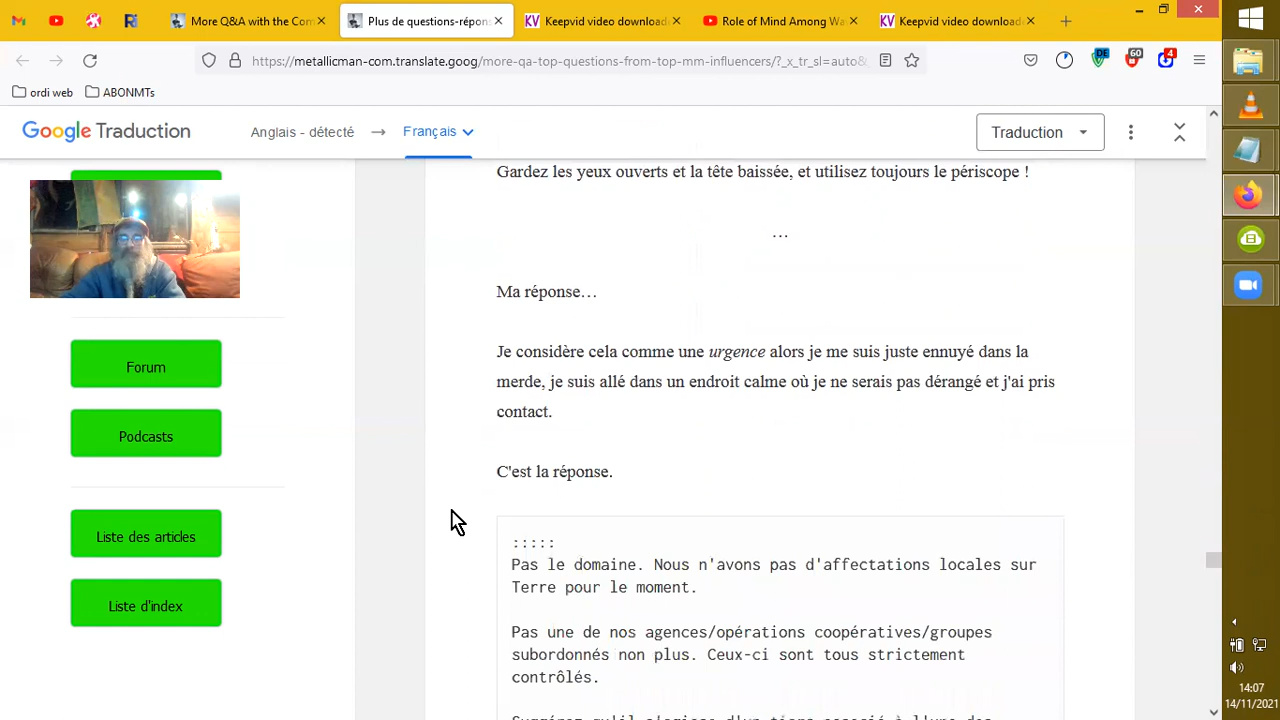 More Q&A with the Com
Plus de questions-répon
Keepvid video download
Role of Mind Among Wa
Keepvid video download
https://metallicman-com.translate.goog/more-qa-with-questions-from-top-mm-influencers/?_x_tr_sl=auto&
DE
60
4
ordi web
ABONMTs
Google Traduction
Anglais - détecté
Français
Traduction
Gardez les yeux ouverts et la tête baissée, et utilisez toujours le périscope !
…
Ma réponse…
Je considère cela comme une urgence alors je me suis juste ennuyé dans la
merde, je suis allé dans un endroit calme où je ne serais pas dérangé et j'ai pris
contact.
C'est la réponse.
:::::
Pas le domaine. Nous n'avons pas d'affectations locales sur
Terre pour le moment.
Pas une de nos agences/opérations coopératives/groupes
subordonnés non plus. Ceux-ci sont tous strictement
contrôlés.
Forum
Podcasts
Liste des articles
Liste d'index
14:07
14/11/2021